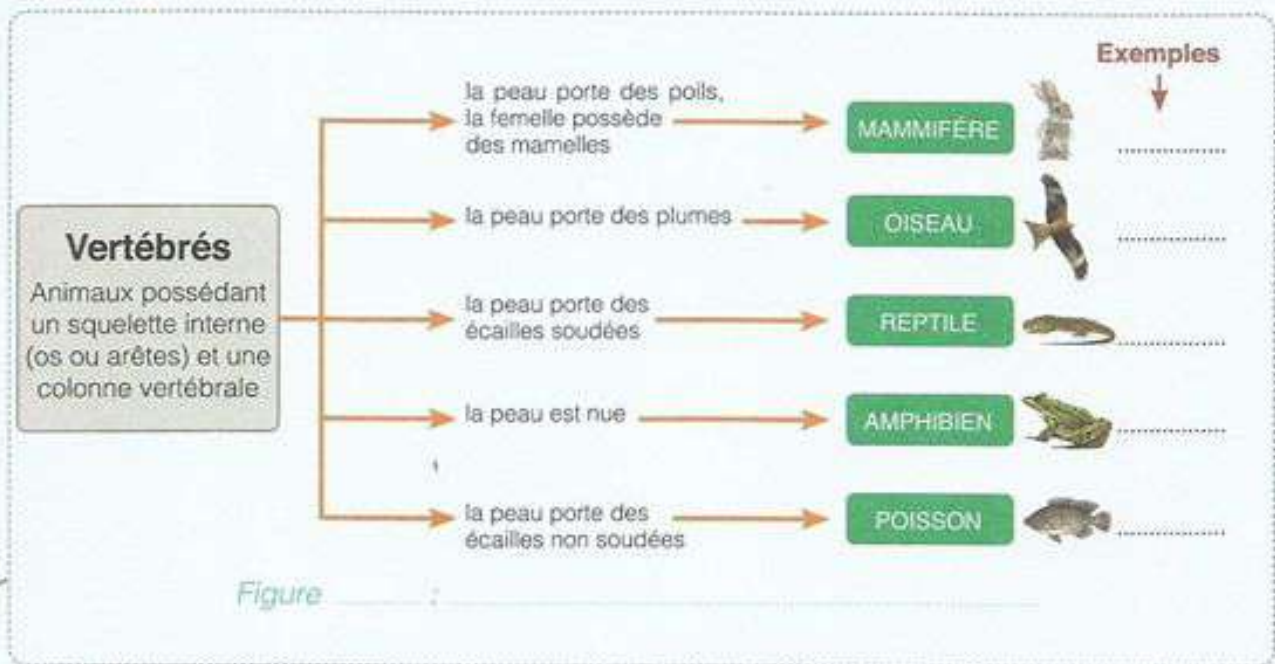 Exemples
la peau porte des poils,
la femelle possède
des mamelles
MAMMIFÉRE
....................
Vertébrés
Animaux possédant
un squelette interne
(os ou arêtes) et une
colonne vertébrale
la peau porte des plumes
OISEAU
....................
la peau porte des
écailles soudées
REPTILE
....................
la peau est nue
AMPHIBIEN
....................
la peau porte des
écailles non soudées
POISSON
....................
Figure .......... : ....................